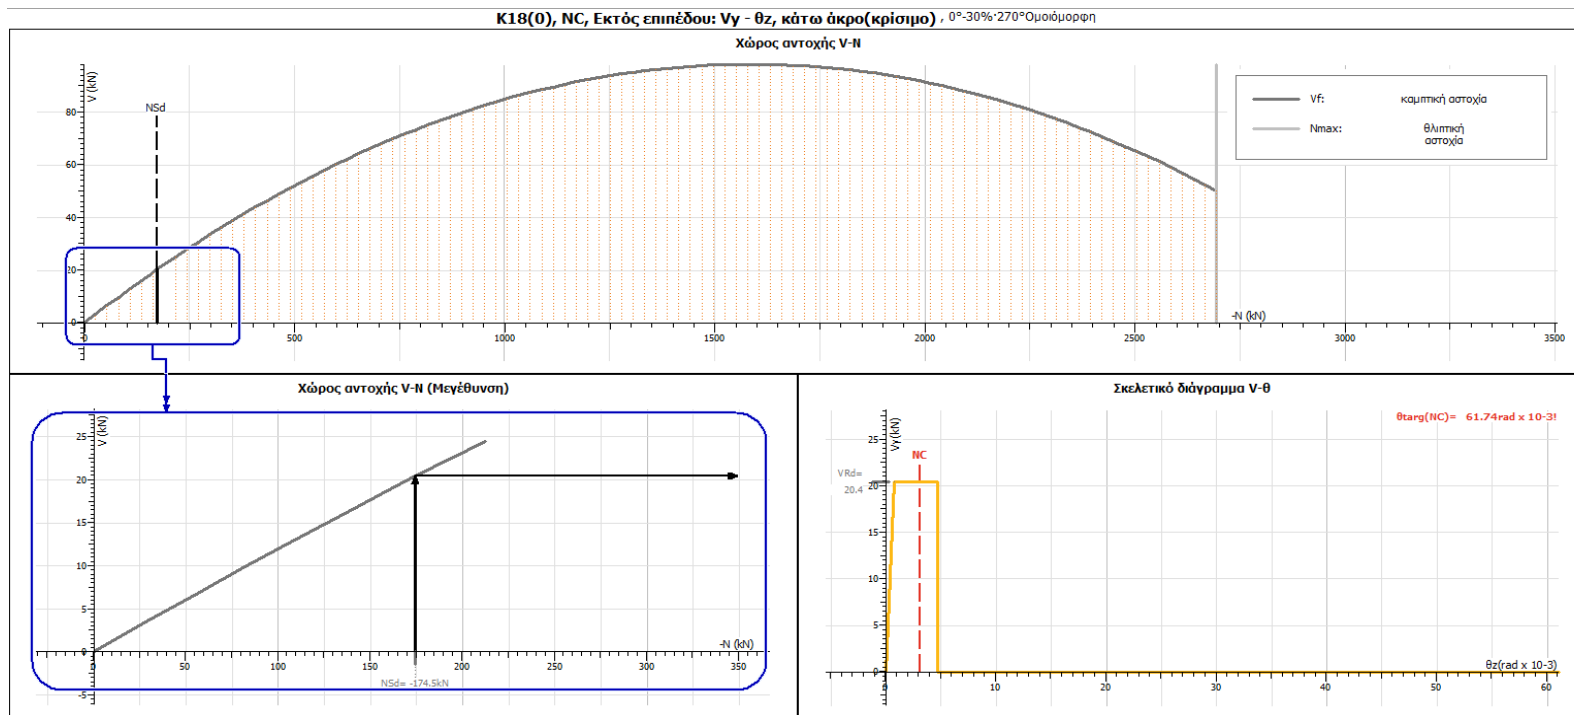 K18(0), NC, Εκτός επιπέδου: Vy - θz, κάτω άκρο(κρίσιμο) , 0°-30%·270°Ομοιόμορφη
Χώρος αντοχής V-N
V (kN)
NSd
80
60
40
20
0
0 500 1000 1500 2000 2500 3000 3500
-N (kN)
Vf: καμπτική αστοχία
Nmax: θλιπτική
αστοχία
Χώρος αντοχής V-N (Μεγέθυνση)
V (kN)
25
20
15
10
5
0
-5
0 50 100 150 200 250 300 350
-N (kN)
NSd= -174.5kN
Σκελετικό διάγραμμα V-θ
θtarg(NC)= 61.74rad x 10-3!
Vy(kN)
NC
VRd=
20.4
25
20
15
10
5
0
0 10 20 30 40 50 60
θz(rad x 10-3)